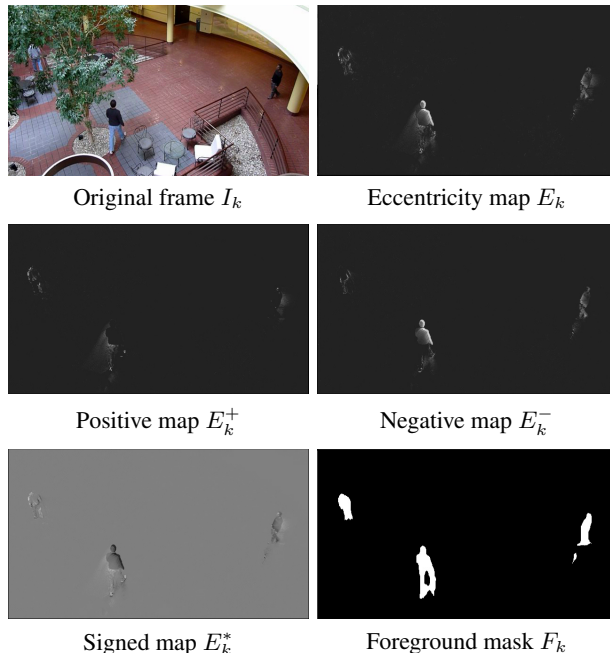 Original frame I_k
Eccentricity map E_k
Positive map E_k^+
Negative map E_k^-
Signed map E_k^*
Foreground mask F_k